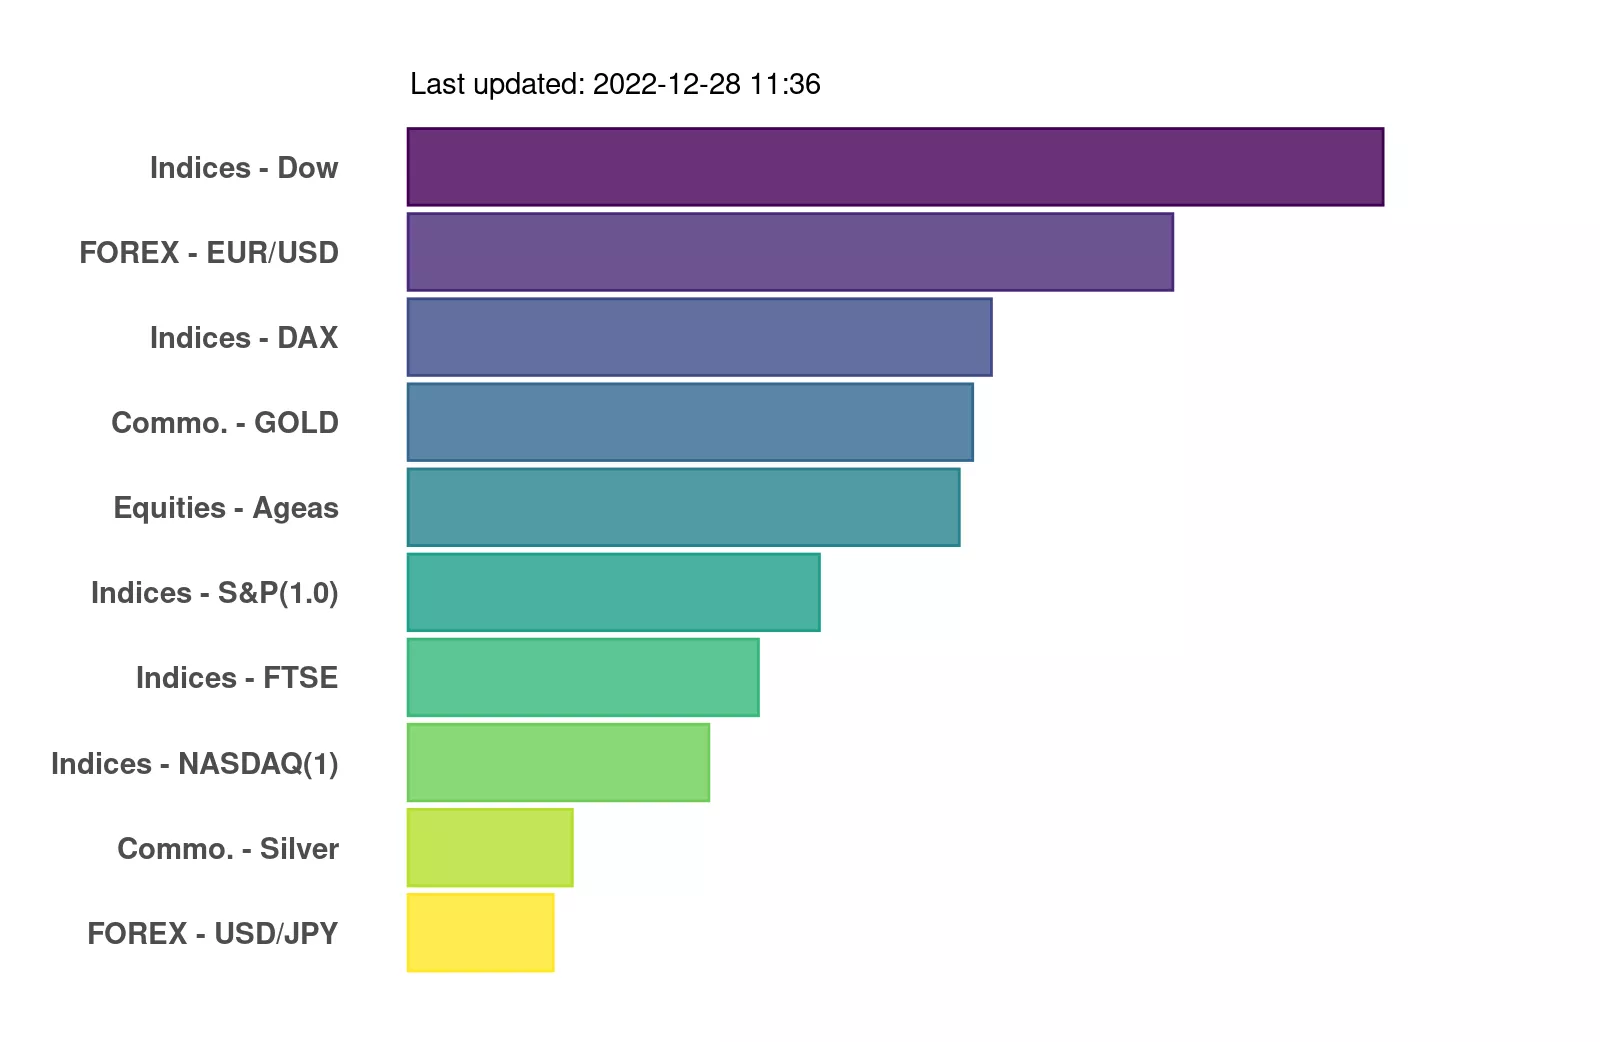 Last updated: 2022-12-28 11:36
Indices - Dow
FOREX - EUR/USD
Indices - DAX
Commo. - GOLD
Equities - Ageas
Indices - S&P(1.0)
Indices - FTSE
Indices - NASDAQ(1)
Commo. - Silver
FOREX - USD/JPY